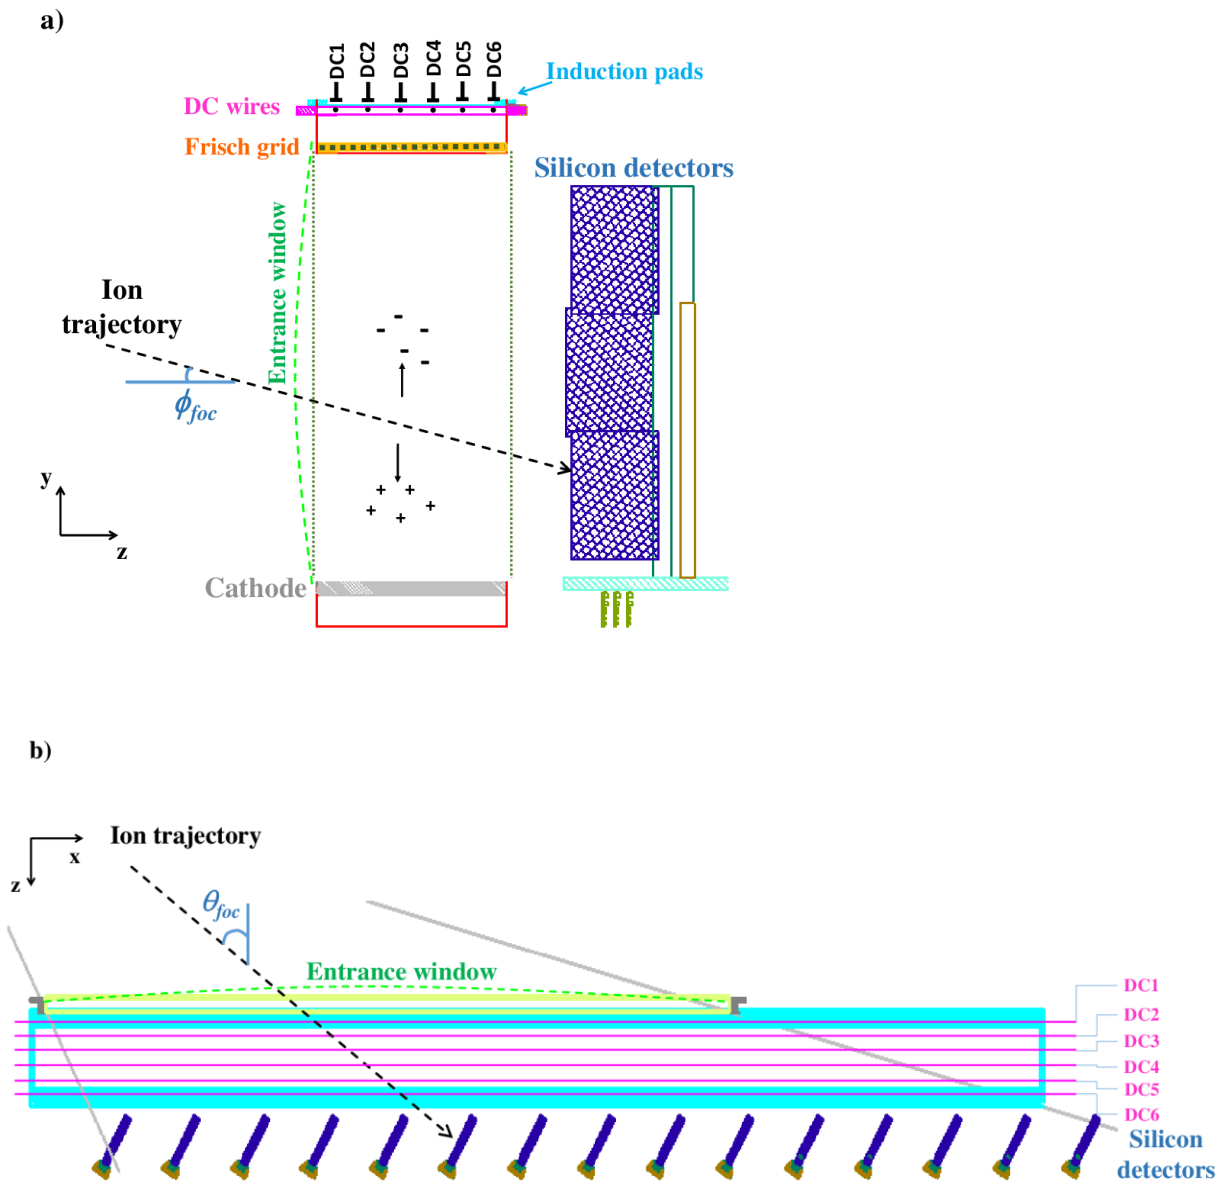 a)
DC1
DC2
DC3
DC4
DC5
DC6
Induction pads
DC wires
Frisch grid
Silicon detectors
Entrance window
Ion
trajectory
ϕfoc
- - - - -
+ + + + +
y
z
Cathode
b)
Ion trajectory
x
z
θfoc
Entrance window
DC1
DC2
DC3
DC4
DC5
DC6
Silicon
detectors